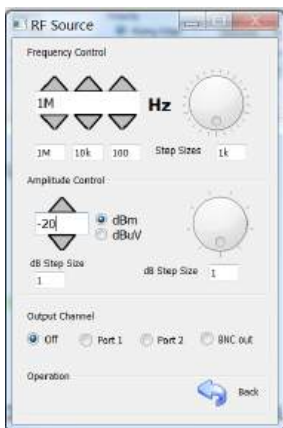 RF Source
Frequency Control
1M Hz
1M 10k 100 Step Sizes 1k
Amplitude Control
-20 dBm
dBuV
dB Step Size
1
dB Step Size 1
Output Channel
Off Port 1 Port 2 BNC out
Operation
Back